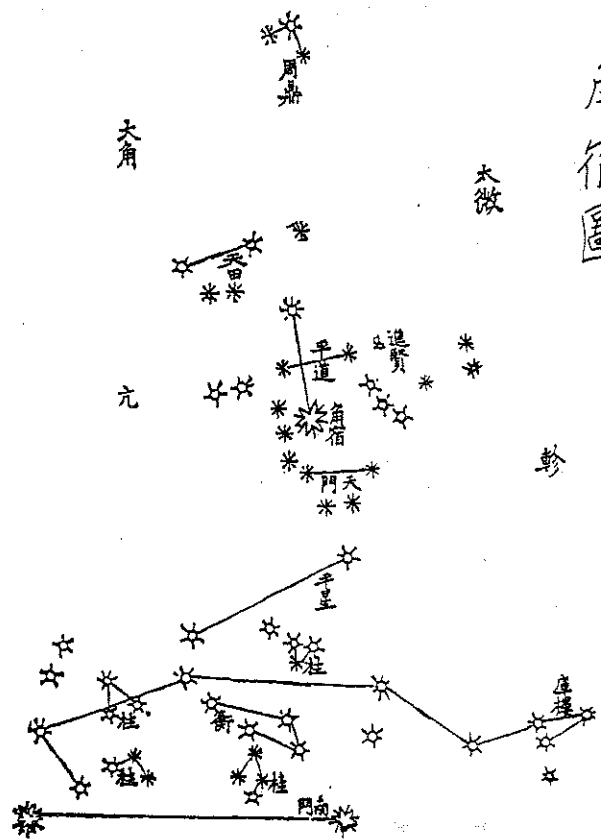 宿圖
周鼎
大角
太微
天田
平道
進賢
亢
角宿
軫
天門
平星
柱
庫樓
柱
衡
柱
柱
南門